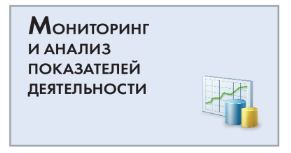 МОНИТОРИНГ
И АНАЛИЗ
ПОКАЗАТЕЛЕЙ
ДЕЯТЕЛЬНОСТИ